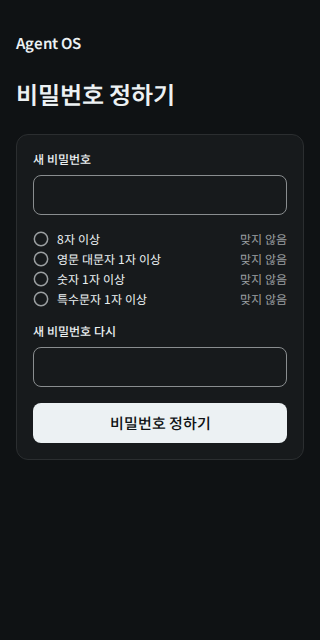 Agent OS
비밀번호 정하기
새 비밀번호
8자 이상 맞지 않음
영문 대문자 1자 이상 맞지 않음
숫자 1자 이상 맞지 않음
특수문자 1자 이상 맞지 않음
새 비밀번호 다시
비밀번호 정하기